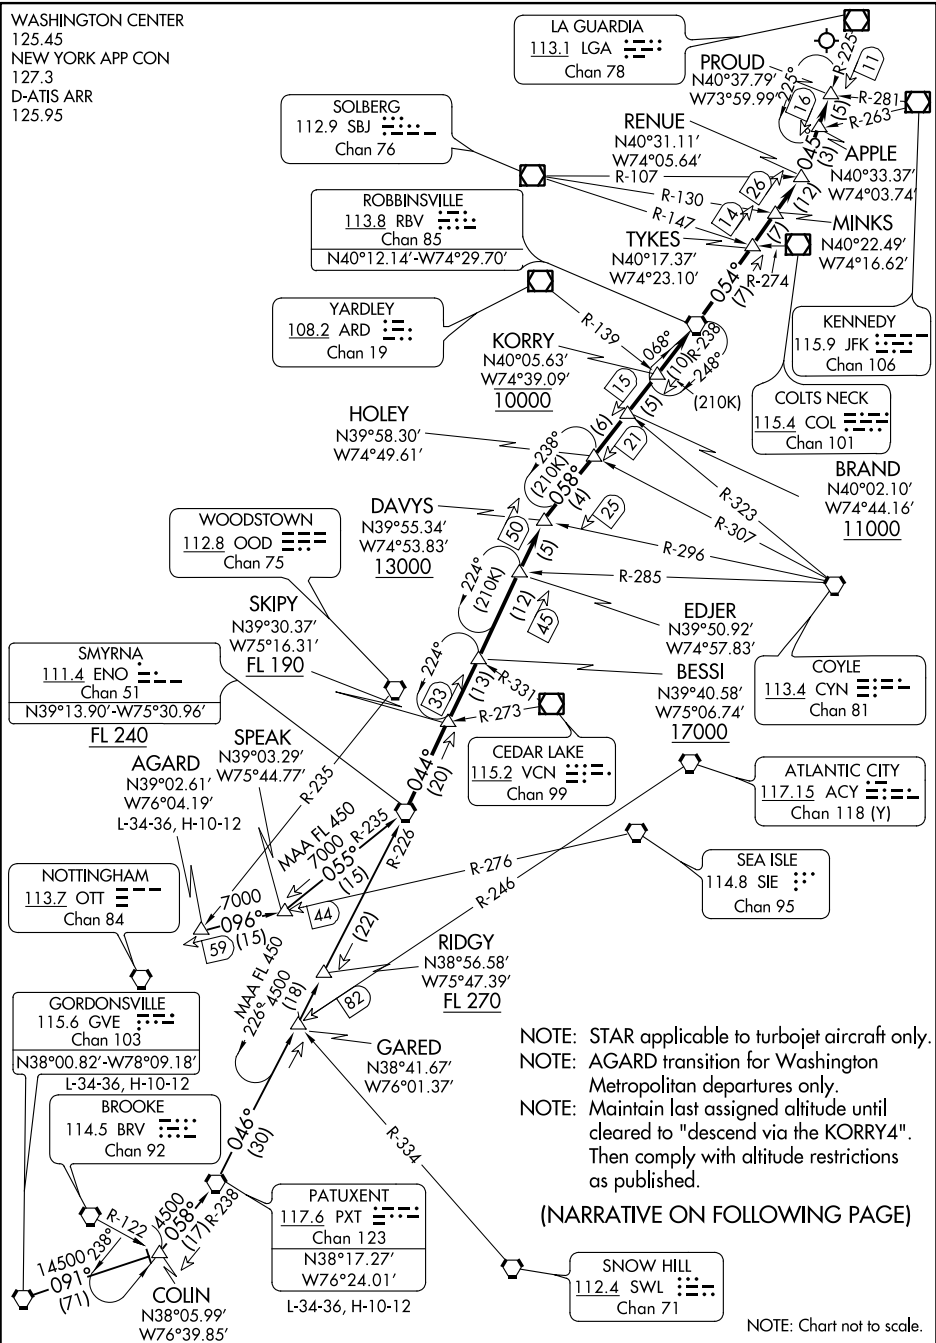 WASHINGTON CENTER
125.45
NEW YORK APP CON
127.3
D-ATIS ARR
125.95
LA GUARDIA
113.1 LGA
Chan 78
R-225
11
PROUD
N40°37.79'
W73°59.99'
225°
16
(5)
R-281
R-263
SOLBERG
112.9 SBJ
Chan 76
RENUE
N40°31.11'
W74°05.64'
045°
(3)
APPLE
N40°33.37'
W74°03.74'
R-107
R-130
R-147
26
14
(12)
(7)
MINKS
N40°22.49'
W74°16.62'
ROBBINSVILLE
113.8 RBV
Chan 85
N40°12.14'-W74°29.70'
TYKES
N40°17.37'
W74°23.10'
054°
(7)
R-274
YARDLEY
108.2 ARD
Chan 19
R-139
KENNEDY
115.9 JFK
Chan 106
KORRY
N40°05.63'
W74°39.09'
10000
068°
(10)
R-238
248°
(210K)
15
(5)
COLTS NECK
115.4 COL
Chan 101
HOLEY
N39°58.30'
W74°49.61'
(6)
21
238°
(210K)
058°
(4)
BRAND
N40°02.10'
W74°44.16'
11000
R-323
R-307
R-296
R-285
DAVYS
N39°55.34'
W74°53.83'
13000
50
25
(5)
WOODSTOWN
112.8 OOD
Chan 75
224°
(210K)
(12)
45
EDJER
N39°50.92'
W74°57.83'
SKIPY
N39°30.37'
W75°16.31'
FL 190
224°
33
(13)
R-331
R-273
BESSI
N39°40.58'
W75°06.74'
17000
COYLE
113.4 CYN
Chan 81
SMYRNA
111.4 ENO
Chan 51
N39°13.90'-W75°30.96'
FL 240
CEDAR LAKE
115.2 VCN
Chan 99
SPEAK
N39°03.29'
W75°44.77'
AGARD
N39°02.61'
W76°04.19'
L-34-36, H-10-12
R-235
044°
(20)
ATLANTIC CITY
117.15 ACY
Chan 118 (Y)
MAA FL 450
7000
055°
R-235
(15)
R-226
R-276
R-246
SEA ISLE
114.8 SIE
Chan 95
NOTTINGHAM
113.7 OTT
Chan 84
7000
096°
59
(15)
44
(22)
RIDGY
N38°56.58'
W75°47.39'
FL 270
MAA FL 450
226°
4500
(18)
82
GORDONSVILLE
115.6 GVE
Chan 103
N38°00.82'-W78°09.18'
L-34-36, H-10-12
GARED
N38°41.67'
W76°01.37'
NOTE: STAR applicable to turbojet aircraft only.
NOTE: AGARD transition for Washington
Metropolitan departures only.
NOTE: Maintain last assigned altitude until
cleared to "descend via the KORRY4".
Then comply with altitude restrictions
as published.
BROOKE
114.5 BRV
Chan 92
046°
(30)
R-334
R-122
238°
4500
058°
(17)
R-238
PATUXENT
117.6 PXT
Chan 123
N38°17.27'
W76°24.01'
L-34-36, H-10-12
(NARRATIVE ON FOLLOWING PAGE)
14500
091°
(71)
COLIN
N38°05.99'
W76°39.85'
SNOW HILL
112.4 SWL
Chan 71
NOTE: Chart not to scale.